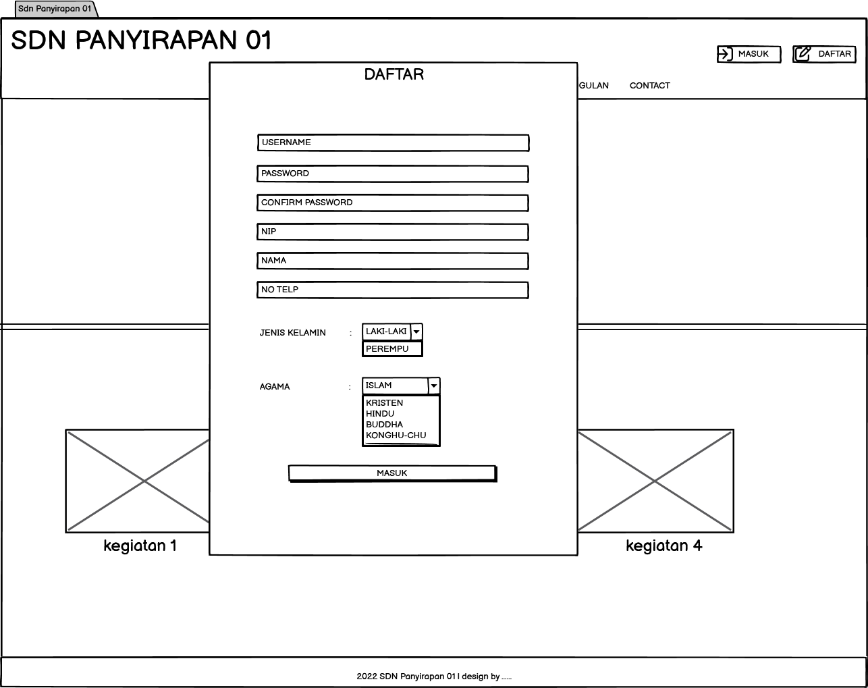 Sdn Panyirapan 01
SDN PANYIRAPAN 01
MASUK
DAFTAR
GULAN
CONTACT
DAFTAR
USERNAME
PASSWORD
CONFIRM PASSWORD
NIP
NAMA
NO TELP
JENIS KELAMIN : LAKI-LAKI
PEREMPU
AGAMA : ISLAM
KRISTEN
HINDU
BUDDHA
KONGHU-CHU
MASUK
kegiatan 1
kegiatan 4
2022 SDN Panyirapan 01 | design by .....